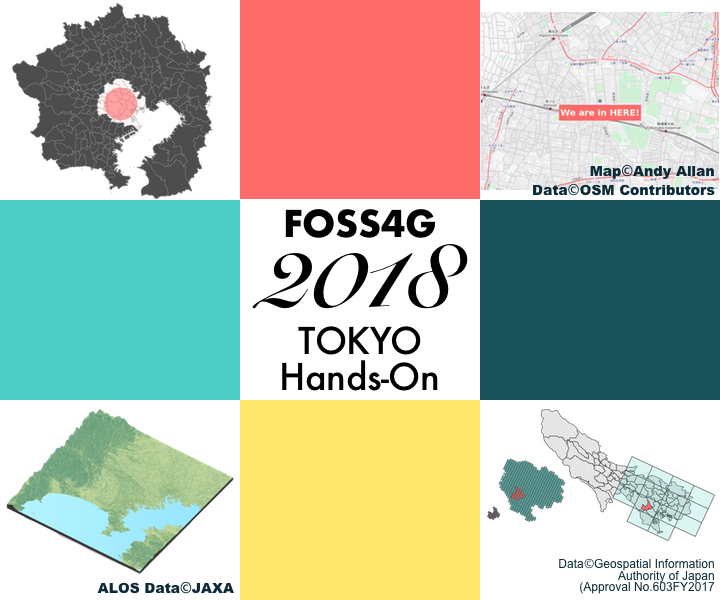 We are in HERE!
Map©Andy Allan
Data©OSM Contributors
FOSS4G
2018
TOKYO
Hands-On
ALOS Data©JAXA
Data©Geospatial Information
Authority of Japan
(Approval No.603FY2017